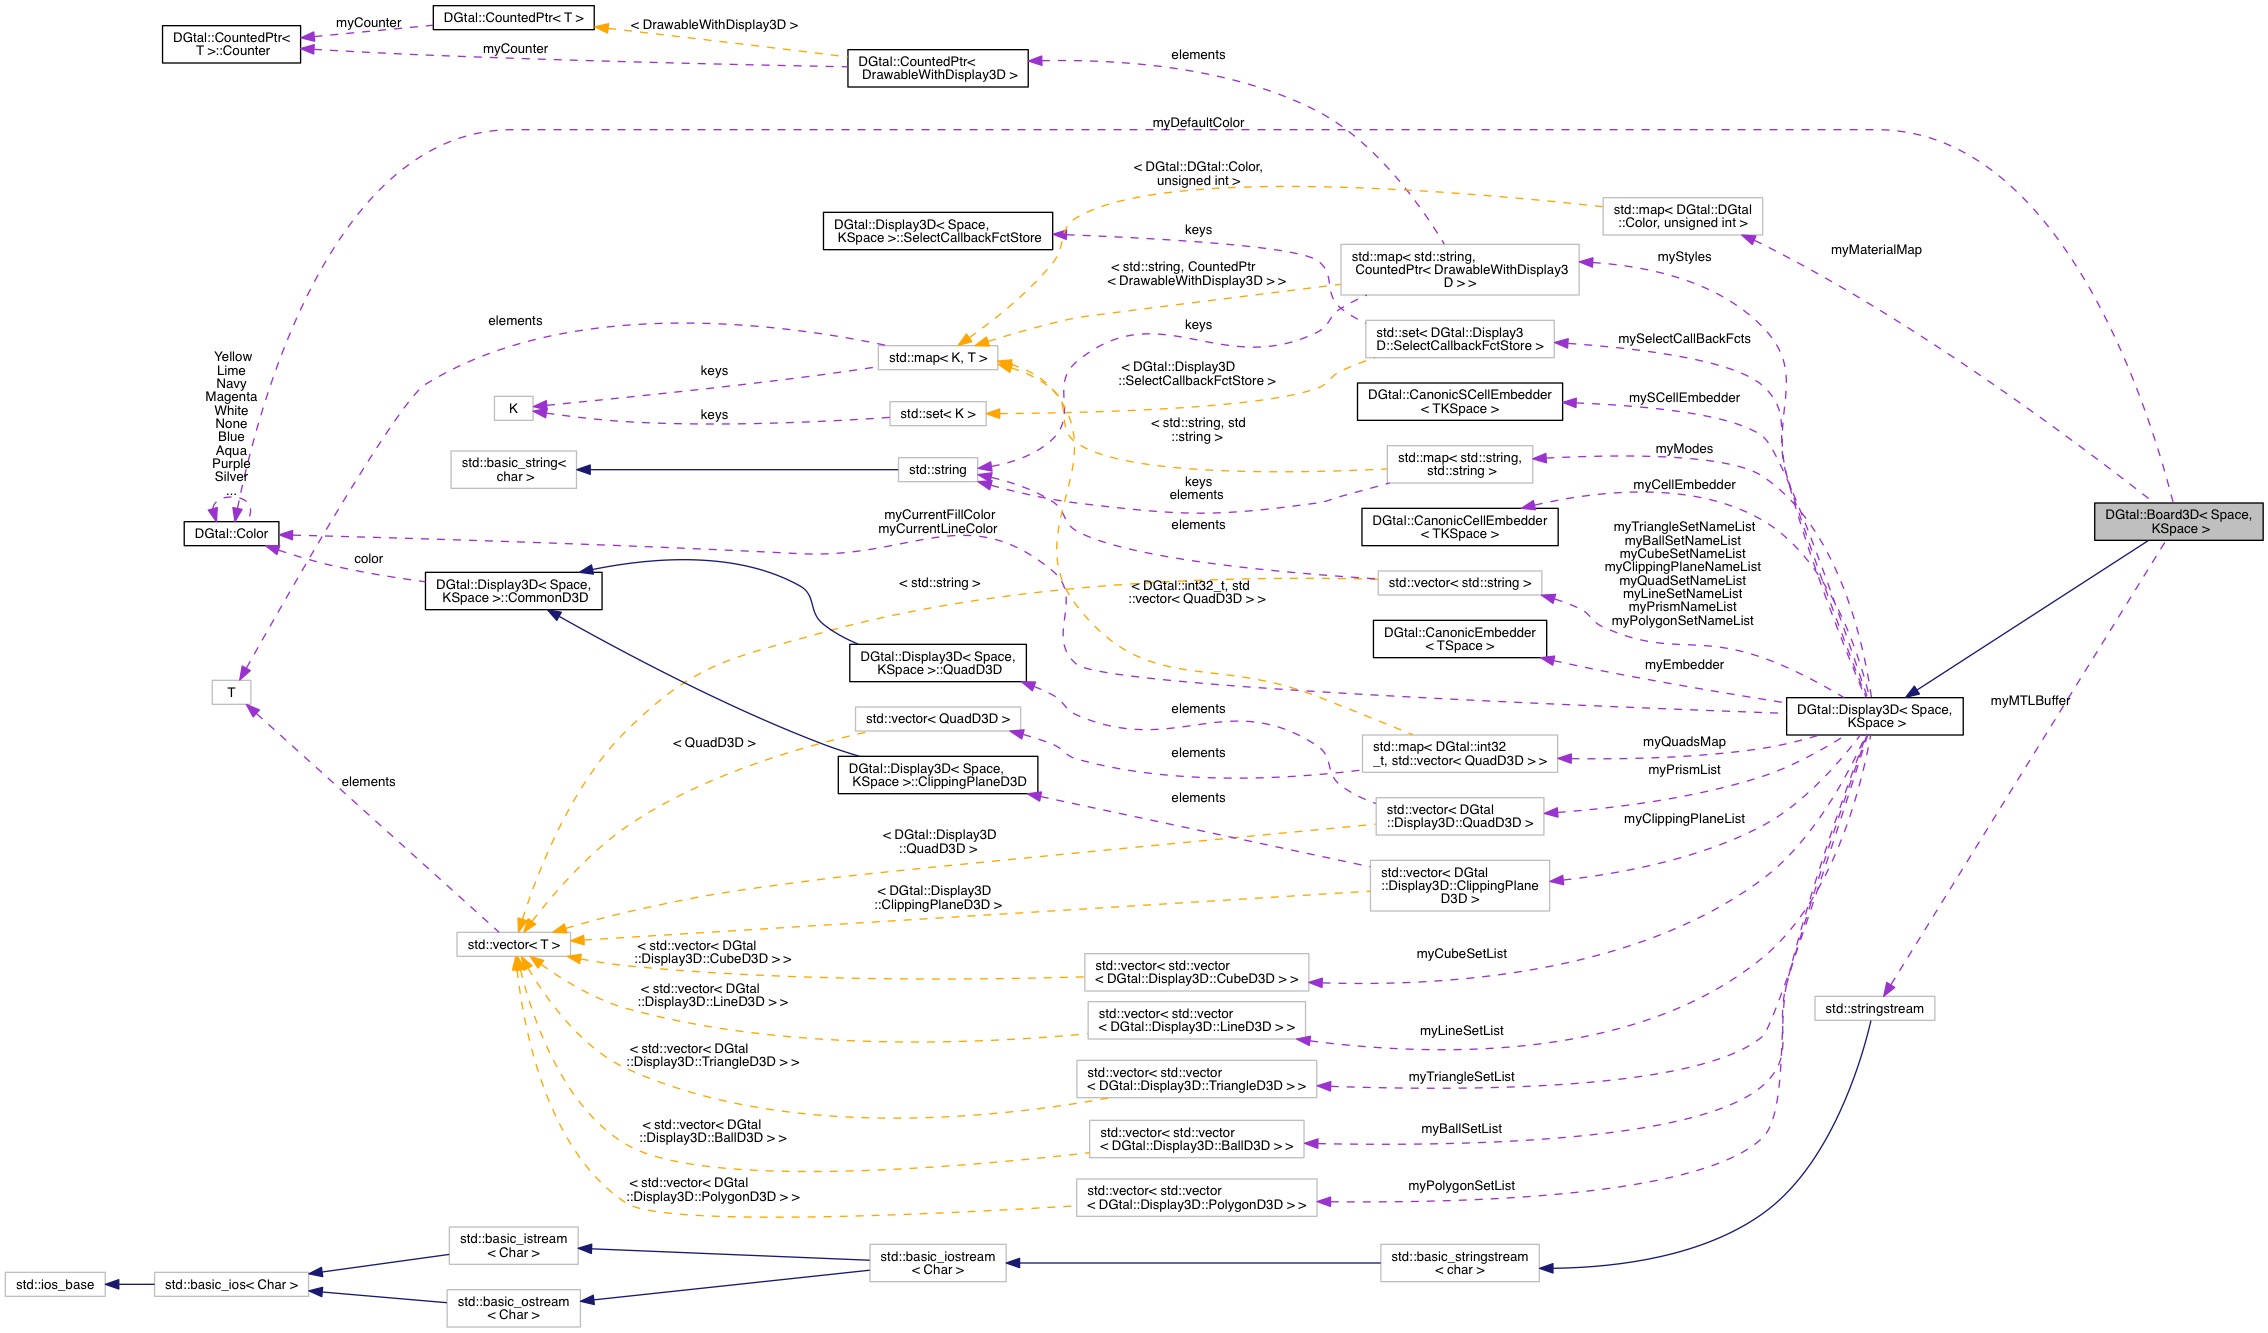 DGtal::CountedPtr< T >
myCounter
< DrawableWithDisplay3D >
DGtal::CountedPtr<
T >::Counter
myCounter
DGtal::CountedPtr<
DrawableWithDisplay3D >
elements
myDefaultColor
< DGtal::DGtal::Color,
unsigned int >
std::map< DGtal::DGtal
::Color, unsigned int >
DGtal::Display3D< Space,
KSpace >::SelectCallbackFctStore
keys
myMaterialMap
std::map< std::string,
CountedPtr< DrawableWithDisplay3
D > >
myStyles
< std::string, CountedPtr
< DrawableWithDisplay3D > >
elements
keys
std::set< DGtal::Display3
D::SelectCallbackFctStore >
mySelectCallBackFcts
std::map< K, T >
Yellow
Lime
Navy
Magenta
White
None
Blue
Aqua
Purple
Silver
...
keys
< DGtal::Display3D
::SelectCallbackFctStore >
DGtal::CanonicSCellEmbedder
< TKSpace >
mySCellEmbedder
K
keys
std::set< K >
< std::string, std
::string >
std::basic_string<
char >
std::string
std::map< std::string,
std::string >
myModes
keys
elements
myCellEmbedder
DGtal::Color
myCurrentFillColor
myCurrentLineColor
elements
DGtal::CanonicCellEmbedder
< TKSpace >
DGtal::Board3D< Space,
KSpace >
myTriangleSetNameList
myBallSetNameList
myCubeSetNameList
myClippingPlaneNameList
myQuadSetNameList
myLineSetNameList
myPrismNameList
myPolygonSetNameList
color
DGtal::Display3D< Space,
KSpace >::CommonD3D
< std::string >
< DGtal::int32_t, std
::vector< QuadD3D > >
std::vector< std::string >
DGtal::CanonicEmbedder
< TSpace >
myEmbedder
DGtal::Display3D< Space,
KSpace >::QuadD3D
T
elements
DGtal::Display3D< Space,
KSpace >
myMTLBuffer
std::vector< QuadD3D >
< QuadD3D >
elements
std::map< DGtal::int32
_t, std::vector< QuadD3D > >
myQuadsMap
DGtal::Display3D< Space,
KSpace >::ClippingPlaneD3D
myPrismList
elements
elements
std::vector< DGtal
::Display3D::QuadD3D >
myClippingPlaneList
< DGtal::Display3D
::QuadD3D >
std::vector< DGtal
::Display3D::ClippingPlane
D3D >
< DGtal::Display3D
::ClippingPlaneD3D >
std::vector< T >
< std::vector< DGtal
::Display3D::CubeD3D > >
std::vector< std::vector
< DGtal::Display3D::CubeD3D > >
myCubeSetList
< std::vector< DGtal
::Display3D::LineD3D > >
std::vector< std::vector
< DGtal::Display3D::LineD3D > >
myLineSetList
std::stringstream
< std::vector< DGtal
::Display3D::TriangleD3D > >
std::vector< std::vector
< DGtal::Display3D::TriangleD3D > >
myTriangleSetList
< std::vector< DGtal
::Display3D::BallD3D > >
std::vector< std::vector
< DGtal::Display3D::BallD3D > >
myBallSetList
< std::vector< DGtal
::Display3D::PolygonD3D > >
std::vector< std::vector
< DGtal::Display3D::PolygonD3D > >
myPolygonSetList
std::basic_istream
< Char >
std::ios_base
std::basic_ios< Char >
std::basic_iostream
< Char >
std::basic_stringstream
< char >
std::basic_ostream
< Char >